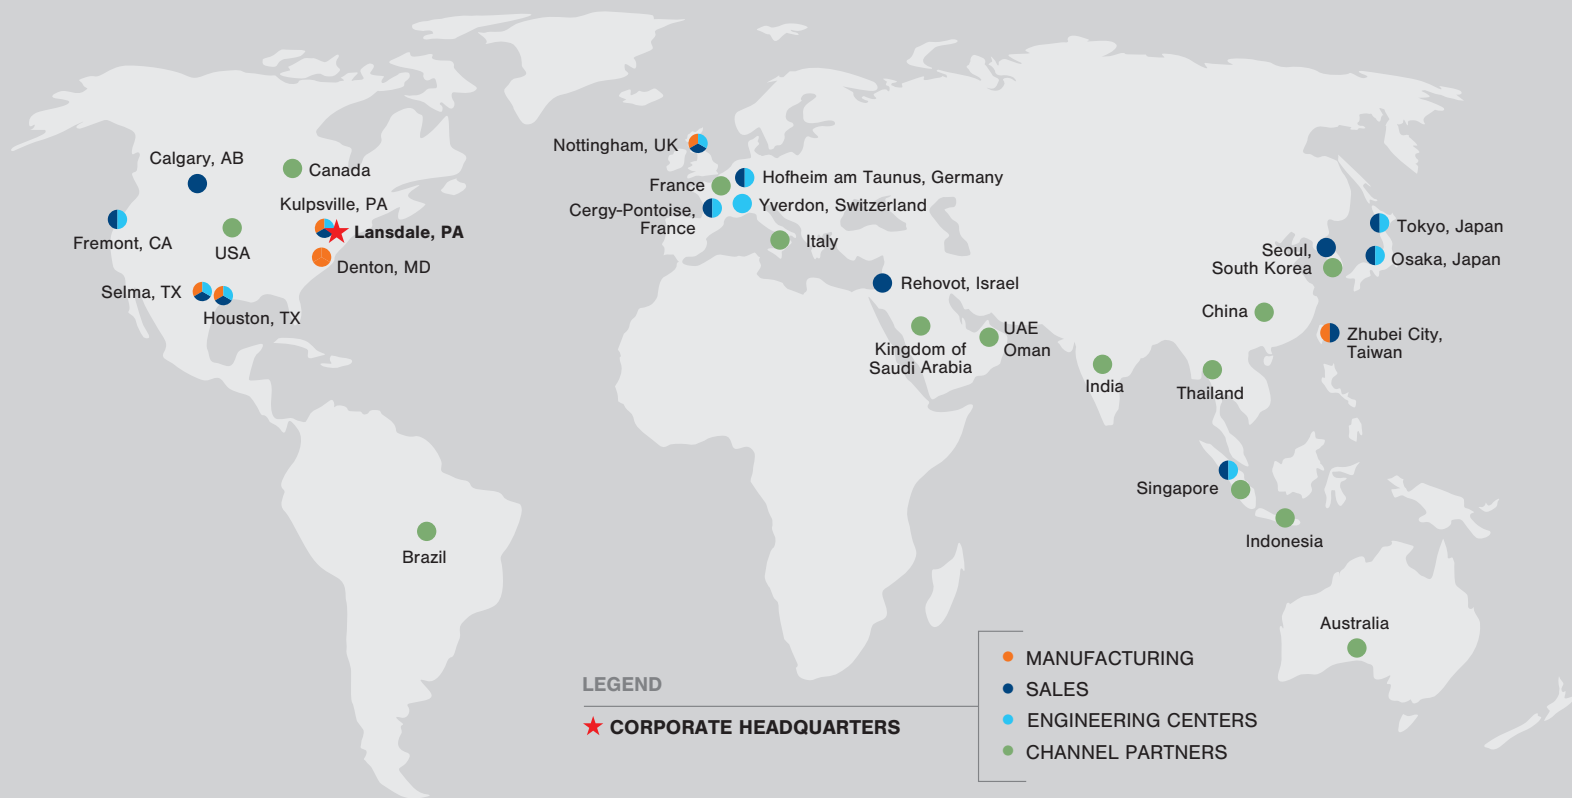 Calgary, AB
Canada
Kulpsville, PA
Lansdale, PA
Fremont, CA
USA
Denton, MD
Selma, TX
Houston, TX
Brazil
Nottingham, UK
France
Hofheim am Taunus, Germany
Cergy-Pontoise,
France
Yverdon, Switzerland
Italy
Rehovot, Israel
Kingdom of
Saudi Arabia
UAE
Oman
India
Thailand
China
Seoul,
South Korea
Tokyo, Japan
Osaka, Japan
Zhubei City,
Taiwan
Singapore
Indonesia
Australia
LEGEND
CORPORATE HEADQUARTERS
MANUFACTURING
SALES
ENGINEERING CENTERS
CHANNEL PARTNERS